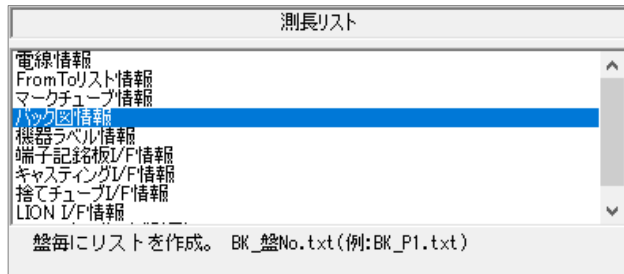 測長リスト
電線情報
FromToリスト情報
マークチューブ情報
バック図情報
機器ラベル情報
端子記銘板I/F情報
キャスティングI/F情報
捨てチューブI/F情報
LION I/F情報
盤毎にリストを作成。 BK_盤No.txt(例:BK_P1.txt)